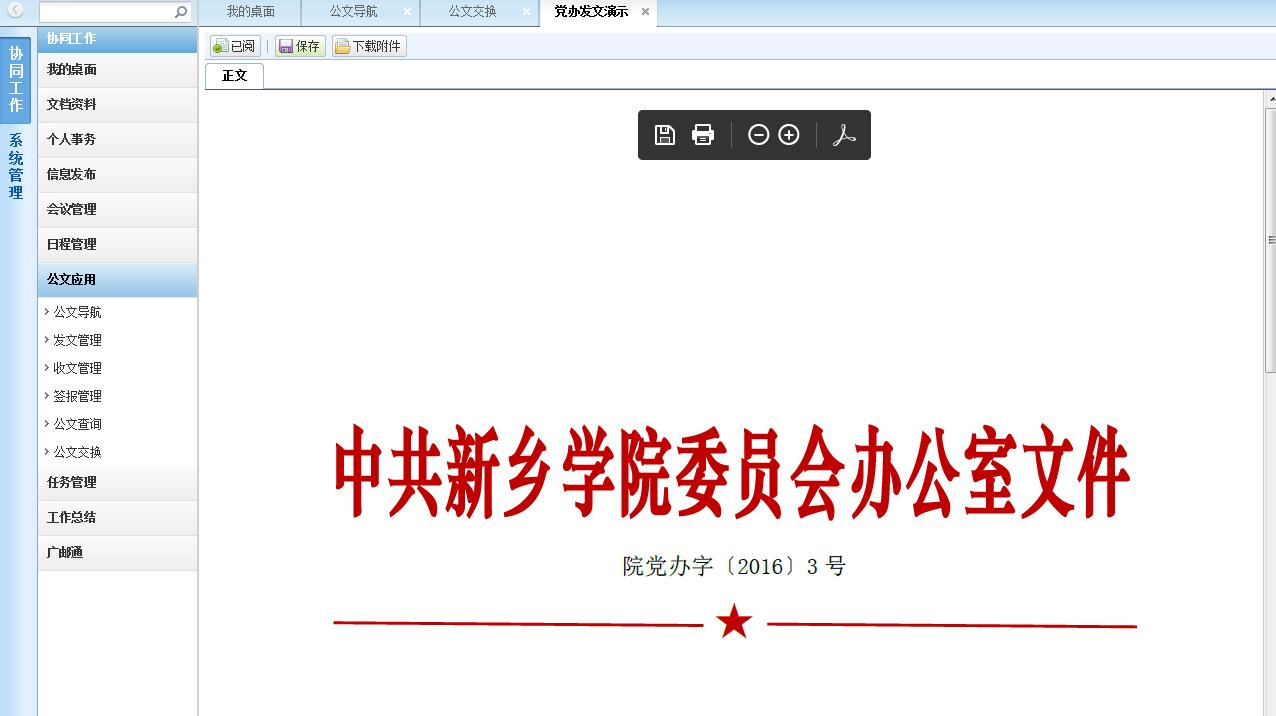 我的桌面
公文导航
公文交换
党办发文演示
协同工作
系统管理
协同工作
我的桌面
文档资料
个人事务
信息发布
会议管理
日程管理
公文应用
公文导航
发文管理
收文管理
签报管理
公文查询
公文交换
任务管理
工作总结
广邮通
已阅
保存
下载附件
正文
中共新乡学院委员会办公室文件
院党办字〔2016〕3 号